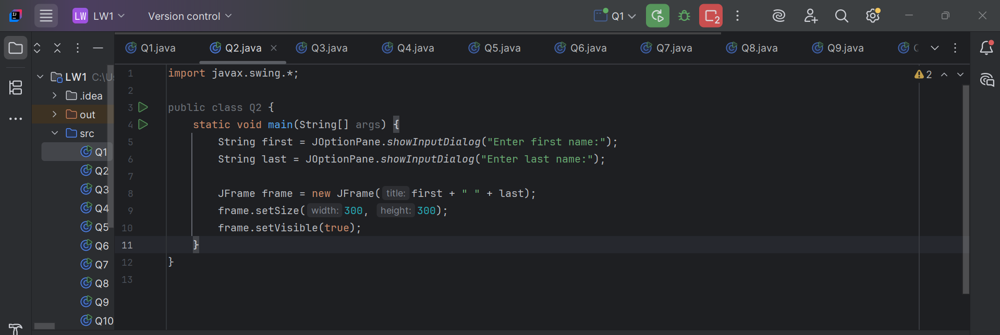 LW LW1 Version control Q1 2
Q1.java Q2.java Q3.java Q4.java Q5.java Q6.java Q7.java Q8.java Q9.java
LW1 C:\Us
.idea
out
src
Q1
Q2
Q3
Q4
Q5
Q6
Q7
Q8
Q9
Q10
2
1 import javax.swing.*;
2
3 public class Q2 {
4 static void main(String[] args) {
5 String first = JOptionPane.showInputDialog("Enter first name:");
6 String last = JOptionPane.showInputDialog("Enter last name:");
7
8 JFrame frame = new JFrame( title: first + " " + last);
9 frame.setSize( width: 300, height: 300);
10 frame.setVisible(true);
11 }
12 }
13